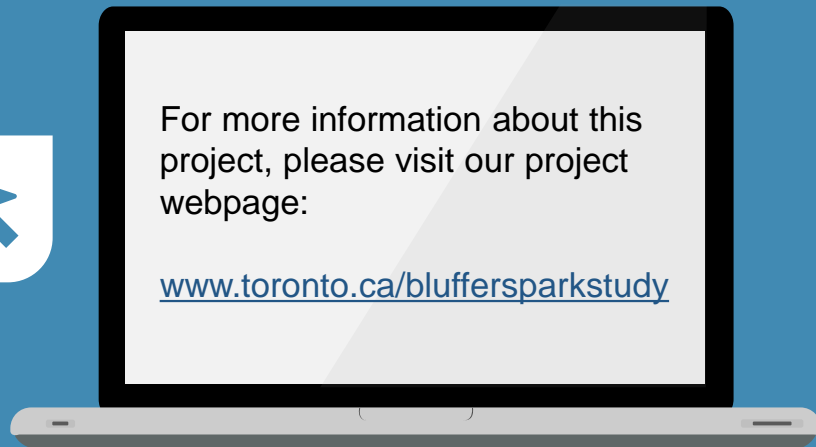 For more information about this
project, please visit our project
webpage:
www.toronto.ca/bluffersparkstudy